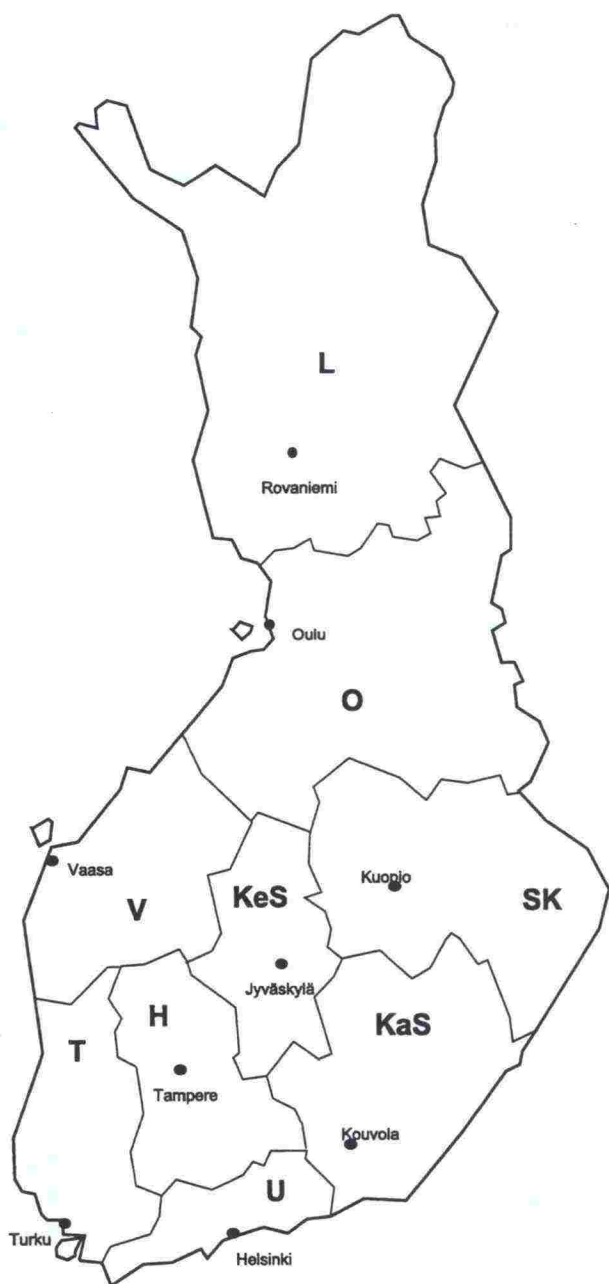 L
Rovaniemi
Oulu
O
Vaasa
V
KeS
Kuopio
SK
Jyväskylä
H
T
KaS
Tampere
Kouvola
U
Turku
Helsinki